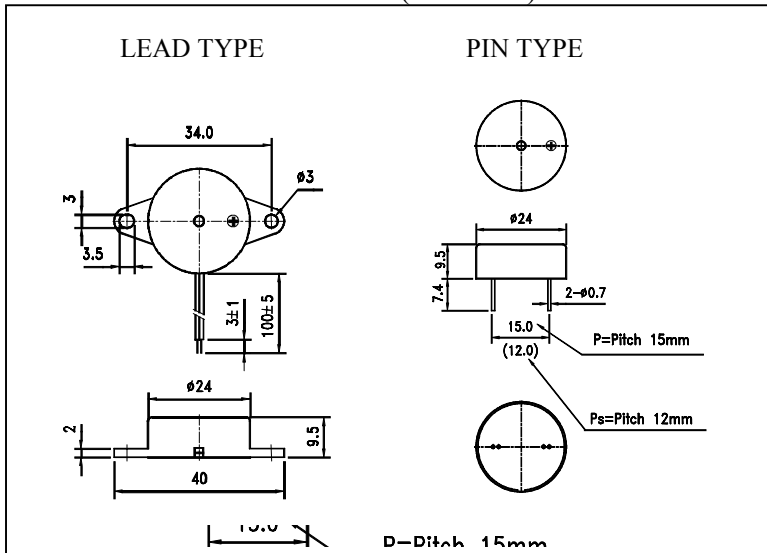 LEAD TYPE
PIN TYPE
34.0
ø3
3
3.5
3±1
100±5
ø24
2
9.5
40
ø24
9.5
7.4
2-ø0.7
15.0
(12.0)
P=Pitch 15mm
Ps=Pitch 12mm
15.0
P=Pitch 15mm